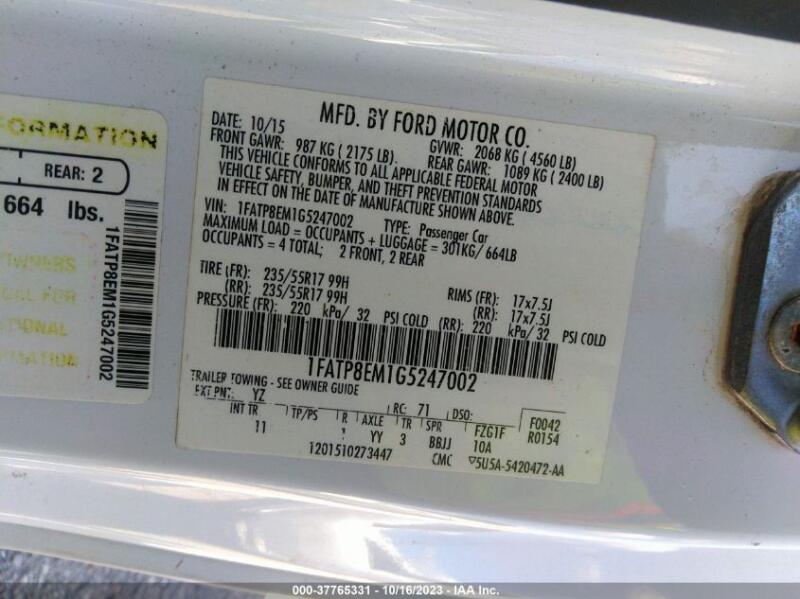 FORMATION
REAR: 2
664 lbs.
OWNERS
FOR
1FATP8EM1G5247002
MFD. BY FORD MOTOR CO.
DATE: 10/15
GVWR: 2068 KG ( 4560 LB)
FRONT GAWR: 987 KG ( 2175 LB)
REAR GAWR: 1089 KG ( 2400 LB)
THIS VEHICLE CONFORMS TO ALL APPLICABLE FEDERAL MOTOR
VEHICLE SAFETY, BUMPER, AND THEFT PREVENTION STANDARDS
IN EFFECT ON THE DATE OF MANUFACTURE SHOWN ABOVE.
VIN: 1FATP8EM1G5247002
TYPE: Passenger Car
MAXIMUM LOAD = OCCUPANTS + LUGGAGE = 301KG/ 664LB
OCCUPANTS = 4 TOTAL; 2 FRONT, 2 REAR
TIRE (FR): 235/55R17 99H RIMS (FR): 17x7.5J
(RR): 235/55R17 99H (RR): 17x7.5J
PRESSURE (FR): 220 kPa/ 32 PSI COLD (RR): 220 kPa/ 32 PSI COLD
1FATP8EM1G5247002
TRAILER TOWING - SEE OWNER GUIDE
EXT PNT: YZ RC: 71 DSO: F0042
INT TR TP/PS R AXLE TR SPR FZG1F R0154
11 1 YY 3 BBJJ 10A
1201510273447 CMC 5U5A-5420472-AA
000-37765331 - 10/16/2023 - IAA Inc.